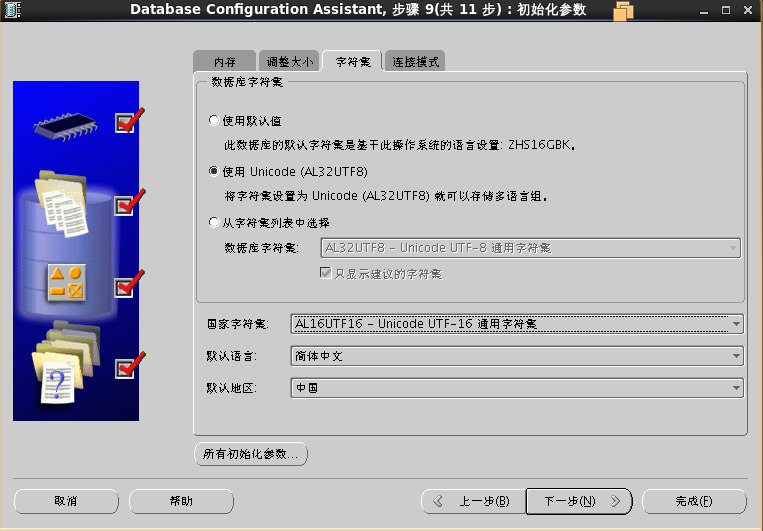 Database Configuration Assistant, 步骤 9(共 11 步) : 初始化参数
内存 调整大小 字符集 连接模式
数据库字符集
使用默认值
此数据库的默认字符集是基于此操作系统的语言设置: ZHS16GBK。
使用 Unicode (AL32UTF8)
将字符集设置为 Unicode (AL32UTF8) 就可以存储多语言组。
从字符集列表中选择
数据库字符集: AL32UTF8 - Unicode UTF-8 通用字符集
只显示建议的字符集
国家字符集: AL16UTF16 - Unicode UTF-16 通用字符集
默认语言: 简体中文
默认地区: 中国
所有初始化参数...
取消 帮助 上一步(B) 下一步(N) 完成(F)